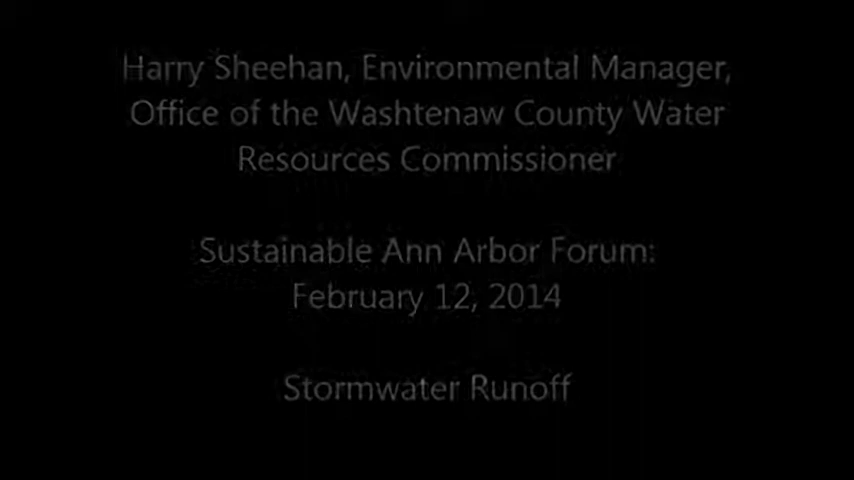 Harry Sheehan, Environmental Manager,
Office of the Washtenaw County Water
Resources Commissioner
Sustainable Ann Arbor Forum:
February 12, 2014
Stormwater Runoff